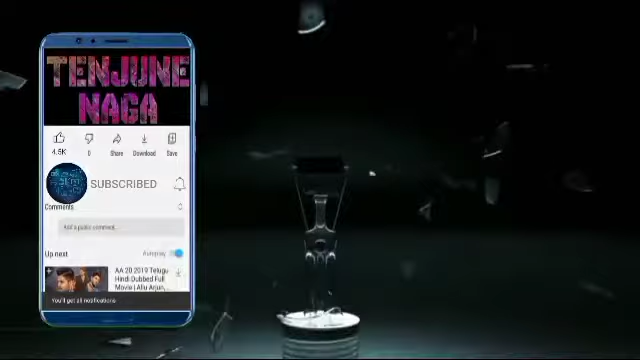 TENJUNE
NAGA
4.5K
0
Share
Download
Save
SUBSCRIBED
Comments
Add a public comment...
Up next
Autoplay
AA 20 2019 Telugu
Hindi Dubbed Full
Movie | Allu Arjun,...
You'll get all notifications